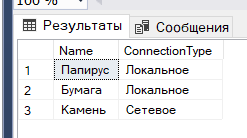 100 %
Результаты Сообщения
Name ConnectionType
1 Папирус Локальное
2 Бумага Локальное
3 Камень Сетевое